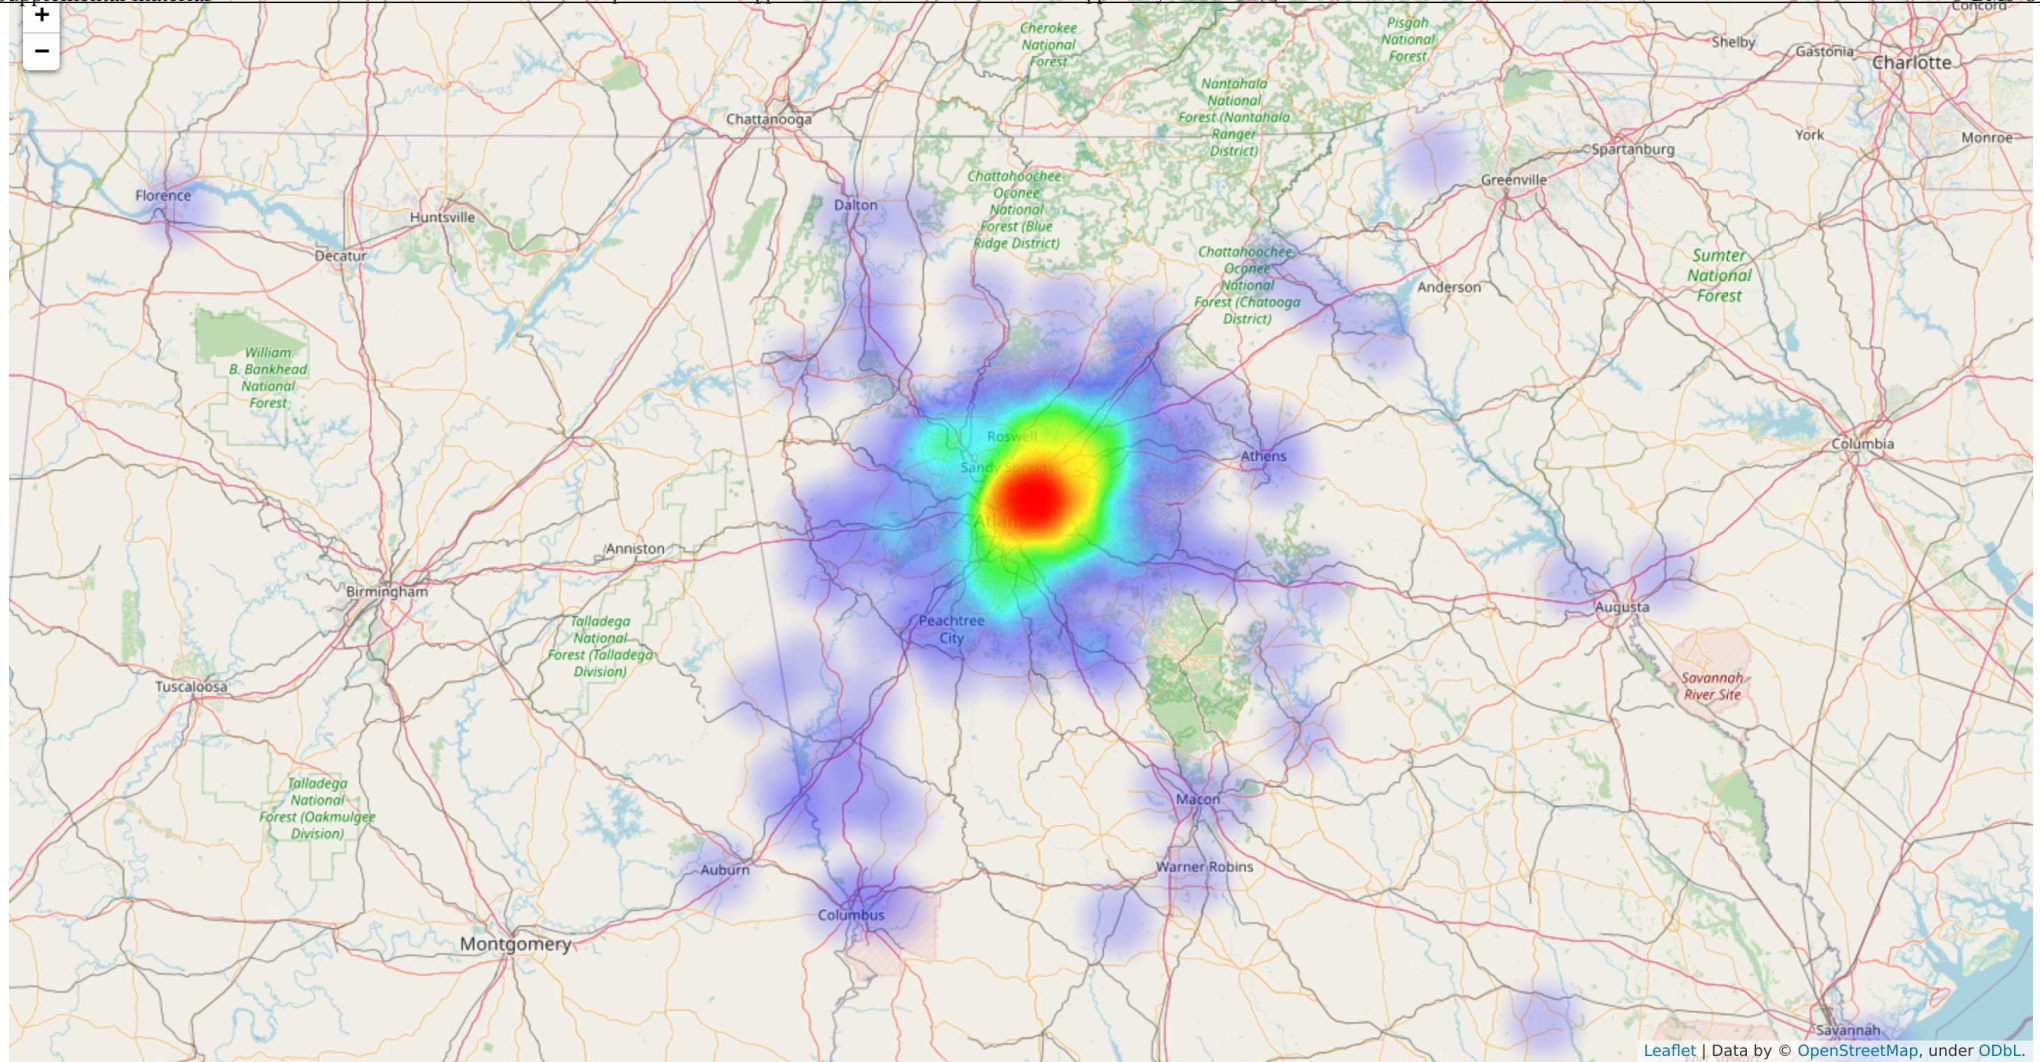 +
−
Cherokee
National
Forest
Pisgah
National
Forest
Concord
Shelby
Gastonia
Charlotte
Nantahala
National
Forest (Nantahala
Ranger
District)
Chattanooga
York
Monroe
Spartanburg
Greenville
Florence
Huntsville
Decatur
Dalton
Chattahoochee
Oconee
National
Forest (Blue
Ridge District)
Chattahoochee
Oconee
National
Forest (Chatooga
District)
Anderson
Sumter
National
Forest
William
B. Bankhead
National
Forest
Roswell
Sandy Springs
Athens
Columbia
Atlanta
Anniston
Birmingham
Augusta
Peachtree
City
Talladega
National
Forest (Talladega
Division)
Tuscaloosa
Savannah
River Site
Talladega
National
Forest (Oakmulgee
Division)
Macon
Warner Robins
Auburn
Columbus
Montgomery
Savannah
Leaflet | Data by © OpenStreetMap, under ODbL.